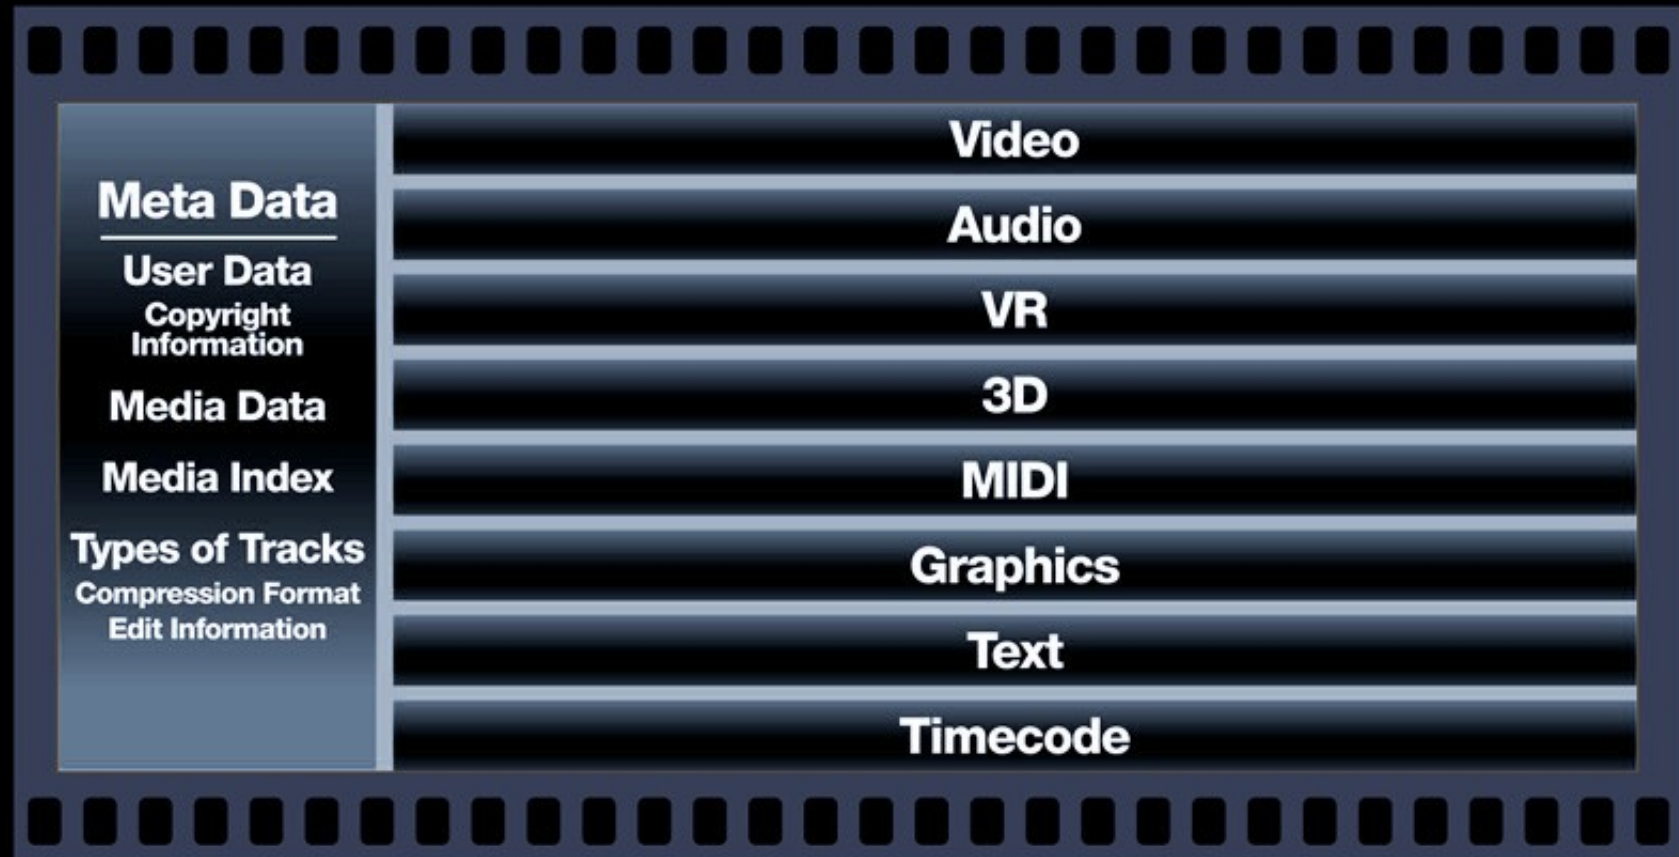 Meta Data
User Data
Copyright
Information
Media Data
Media Index
Types of Tracks
Compression Format
Edit Information
Video
Audio
VR
3D
MIDI
Graphics
Text
Timecode